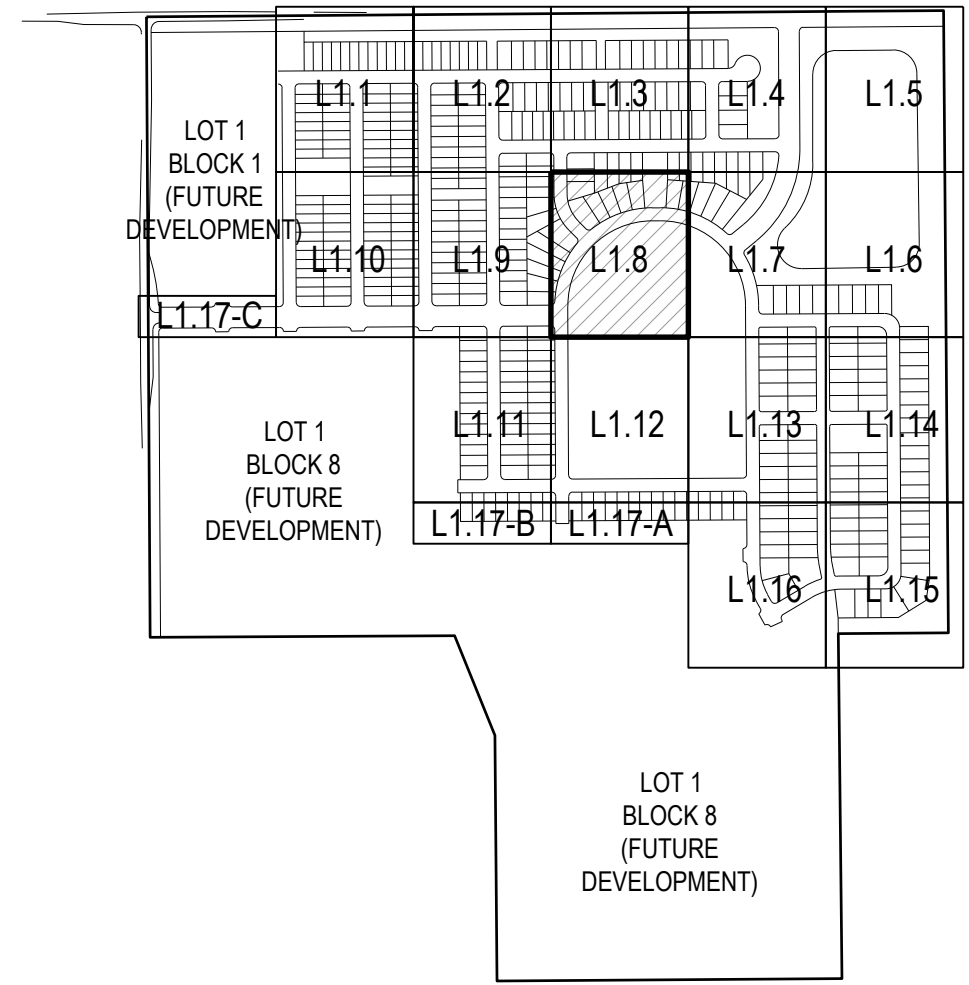 L1.1
L1.2
L1.3
L1.4
L1.5
LOT 1
BLOCK 1
(FUTURE
DEVELOPMENT)
L1.10
L1.9
L1.8
L1.7
L1.6
L1.17-C
LOT 1
BLOCK 8
(FUTURE
DEVELOPMENT)
L1.11
L1.12
L1.13
L1.14
L1.17-B
L1.17-A
L1.16
L1.15
LOT 1
BLOCK 8
(FUTURE
DEVELOPMENT)